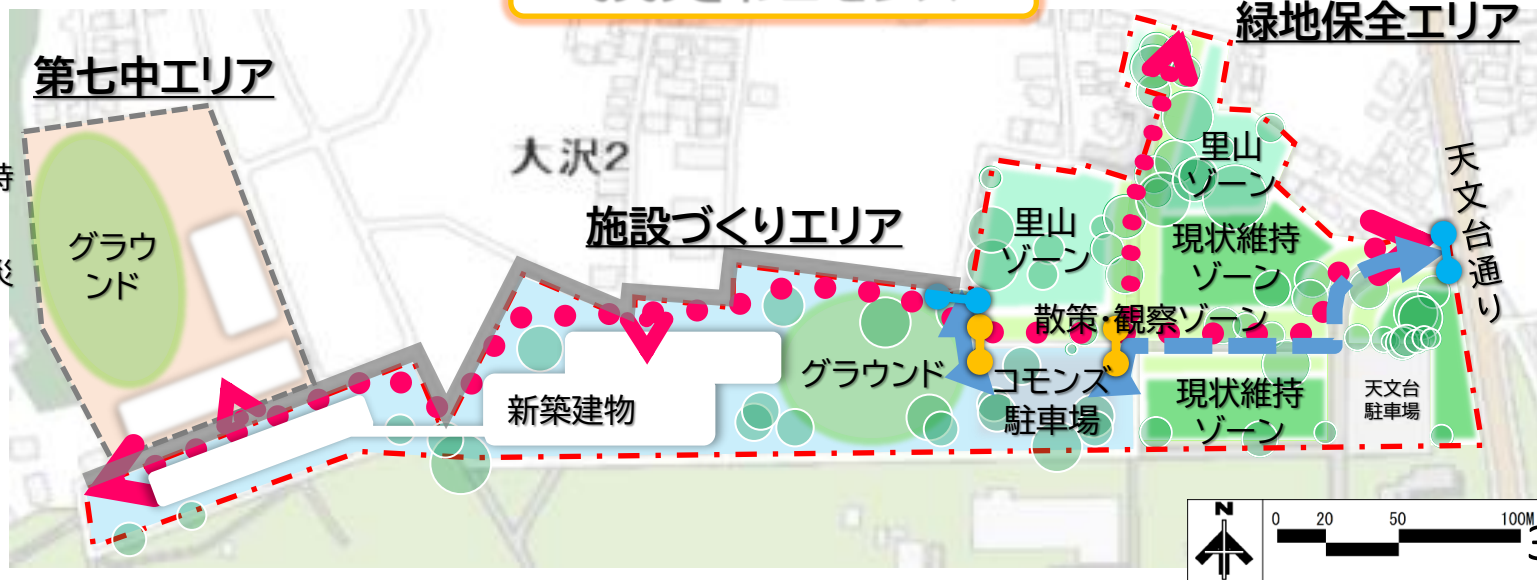 緑地保全エリア
第七中エリア
大沢2
里山
ゾーン
天文台通り
時
施設づくりエリア
里山
ゾーン
現状維持
ゾーン
グラウ
ンド
災
散策・観察ゾーン
グラウンド
コモンズ
駐車場
新築建物
現状維持
ゾーン
天文台
駐車場
N
0 20 50 100M
3